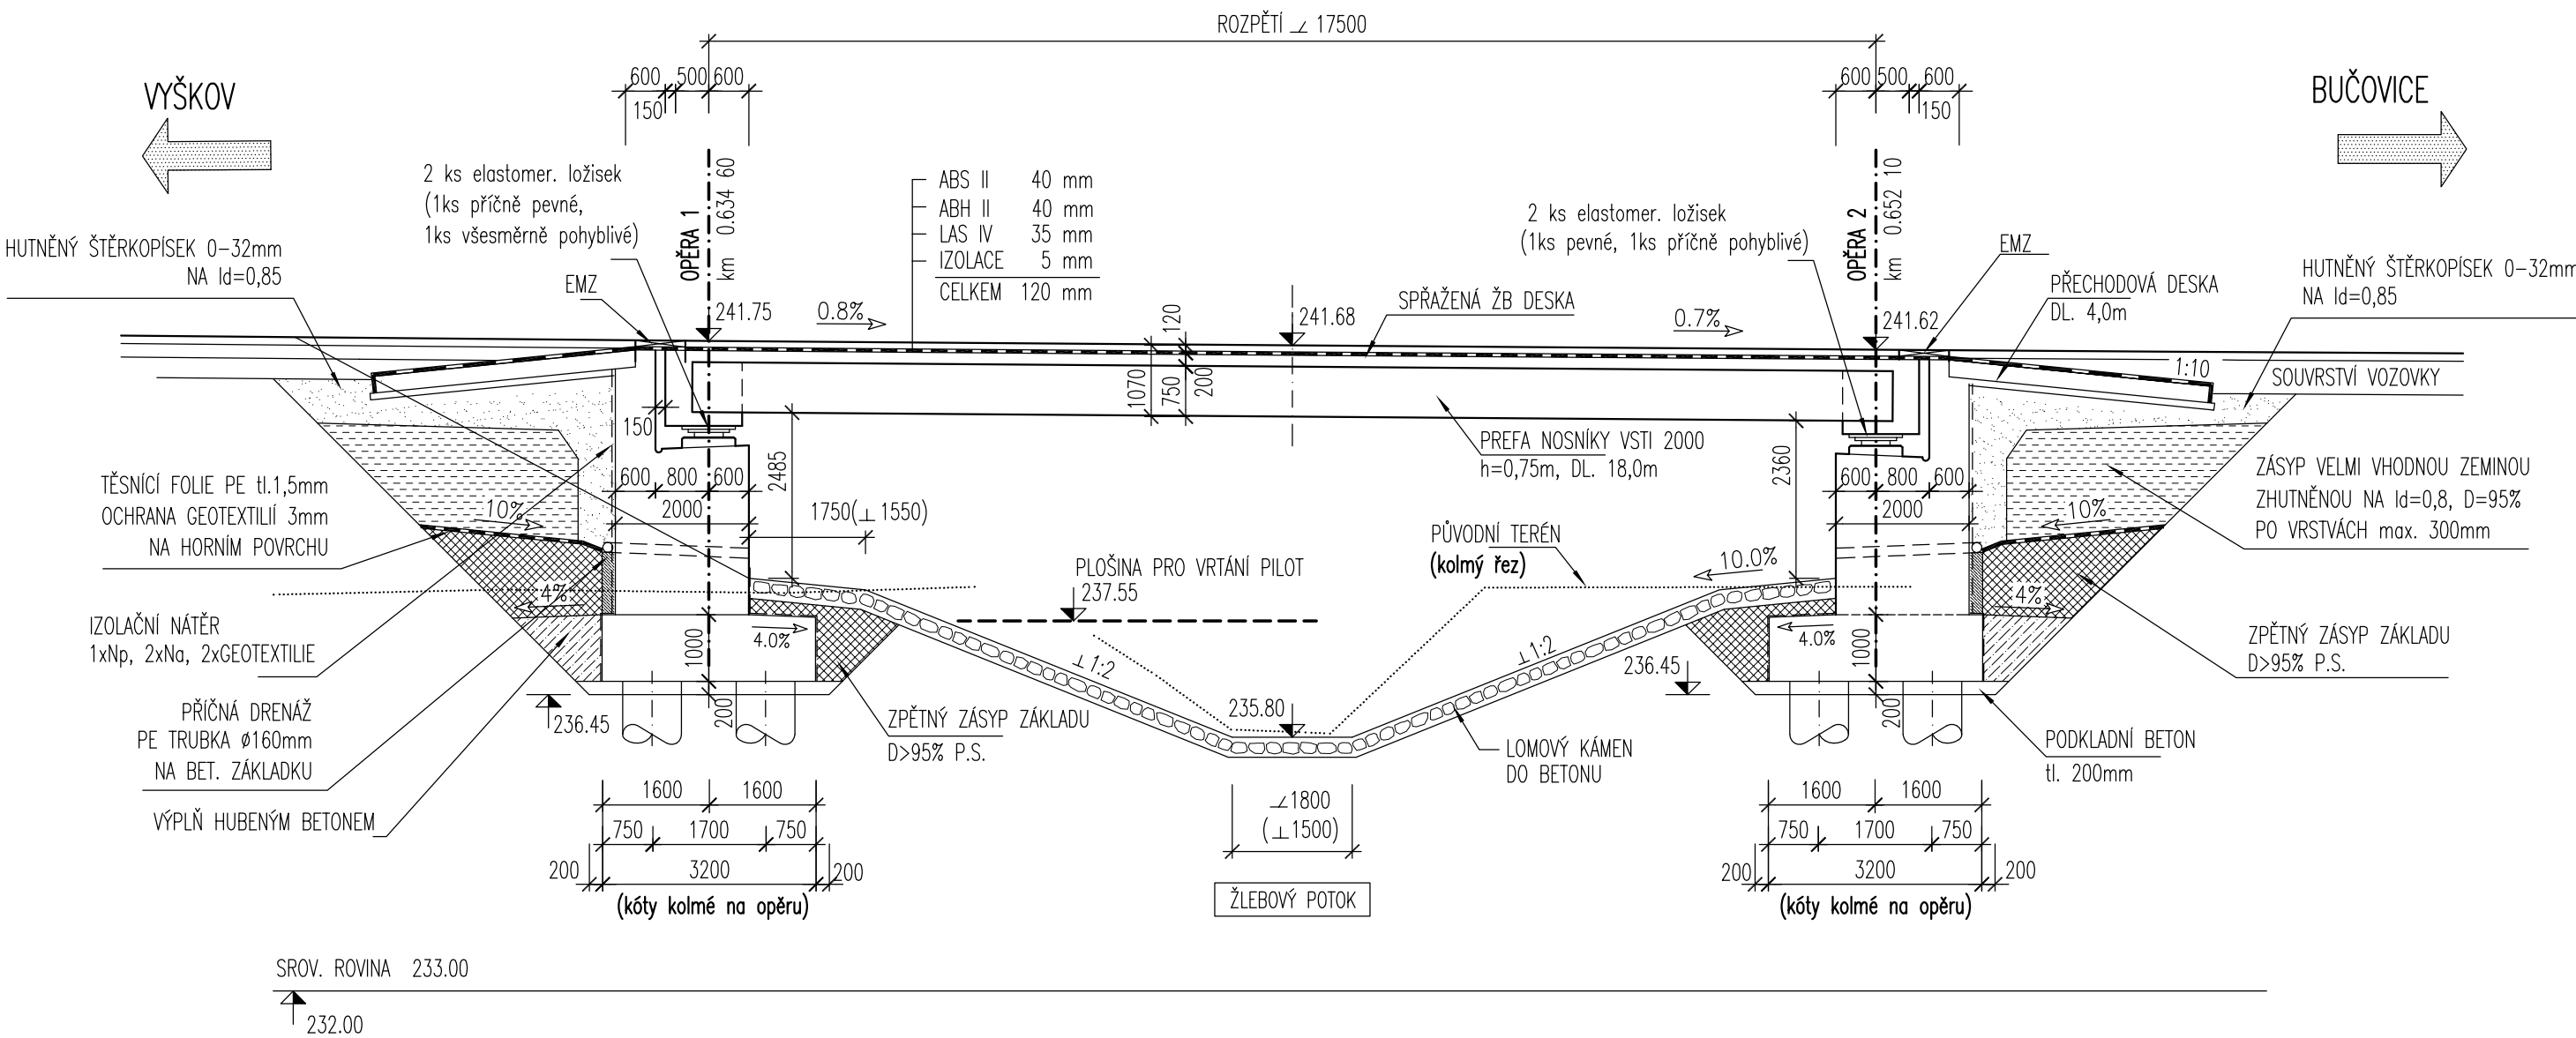 ROZPĚTÍ ⦟ 17500
600 500 600
150
600 500 600
150
VYŠKOV
BUČOVICE
2 ks elastomer. ložisek
(1ks příčně pevné,
1ks všesměrně pohyblivé)
OPĚRA 1
km 0.634 60
ABS II 40 mm
ABH II 40 mm
LAS IV 35 mm
IZOLACE 5 mm
CELKEM 120 mm
2 ks elastomer. ložisek
(1ks pevné, 1ks příčně pohyblivé)
OPĚRA 2
km 0.652 10
EMZ
HUTNĚNÝ ŠTĚRKOPÍSEK 0-32mm
NA Id=0,85
EMZ
PŘECHODOVÁ DESKA
DL. 4,0m
HUTNĚNÝ ŠTĚRKOPÍSEK 0-32mm
NA Id=0,85
241.75
0.8%
120
241.68
SPŘAŽENÁ ŽB DESKA
0.7%
241.62
1:10
SOUVRSTVÍ VOZOVKY
1070
750
200
150
2485
PREFA NOSNÍKY VSTI 2000
h=0,75m, DL. 18,0m
2360
600 800 600
2000
1750(⊥1550)
600 800 600
2000
TĚSNÍCÍ FOLIE PE tl.1,5mm
OCHRANA GEOTEXTILIÍ 3mm
NA HORNÍM POVRCHU
10%
10%
ZÁSYP VELMI VHODNOU ZEMINOU
ZHUTNĚNOU NA Id=0,8, D=95%
PO VRSTVÁCH max. 300mm
PŮVODNÍ TERÉN
(kolmý řez)
10.0%
PLOŠINA PRO VRTÁNÍ PILOT
237.55
4%
4%
IZOLAČNÍ NÁTĚR
1xNp, 2xNa, 2xGEOTEXTILIE
1000
4.0%
⊥1:2
⊥1:2
4.0%
1000
ZPĚTNÝ ZÁSYP ZÁKLADU
D>95% P.S.
236.45
236.45
200
200
PŘÍČNÁ DRENÁŽ
PE TRUBKA ø160mm
NA BET. ZÁKLADKU
ZPĚTNÝ ZÁSYP ZÁKLADU
D>95% P.S.
235.80
LOMOVÝ KÁMEN
DO BETONU
PODKLADNÍ BETON
tl. 200mm
VÝPLŇ HUBENÝM BETONEM
1600 1600
750 1700 750
200 3200 200
(kóty kolmé na opěru)
⦟1800
(⊥1500)
ŽLEBOVÝ POTOK
1600 1600
750 1700 750
200 3200 200
(kóty kolmé na opěru)
SROV. ROVINA 233.00
232.00